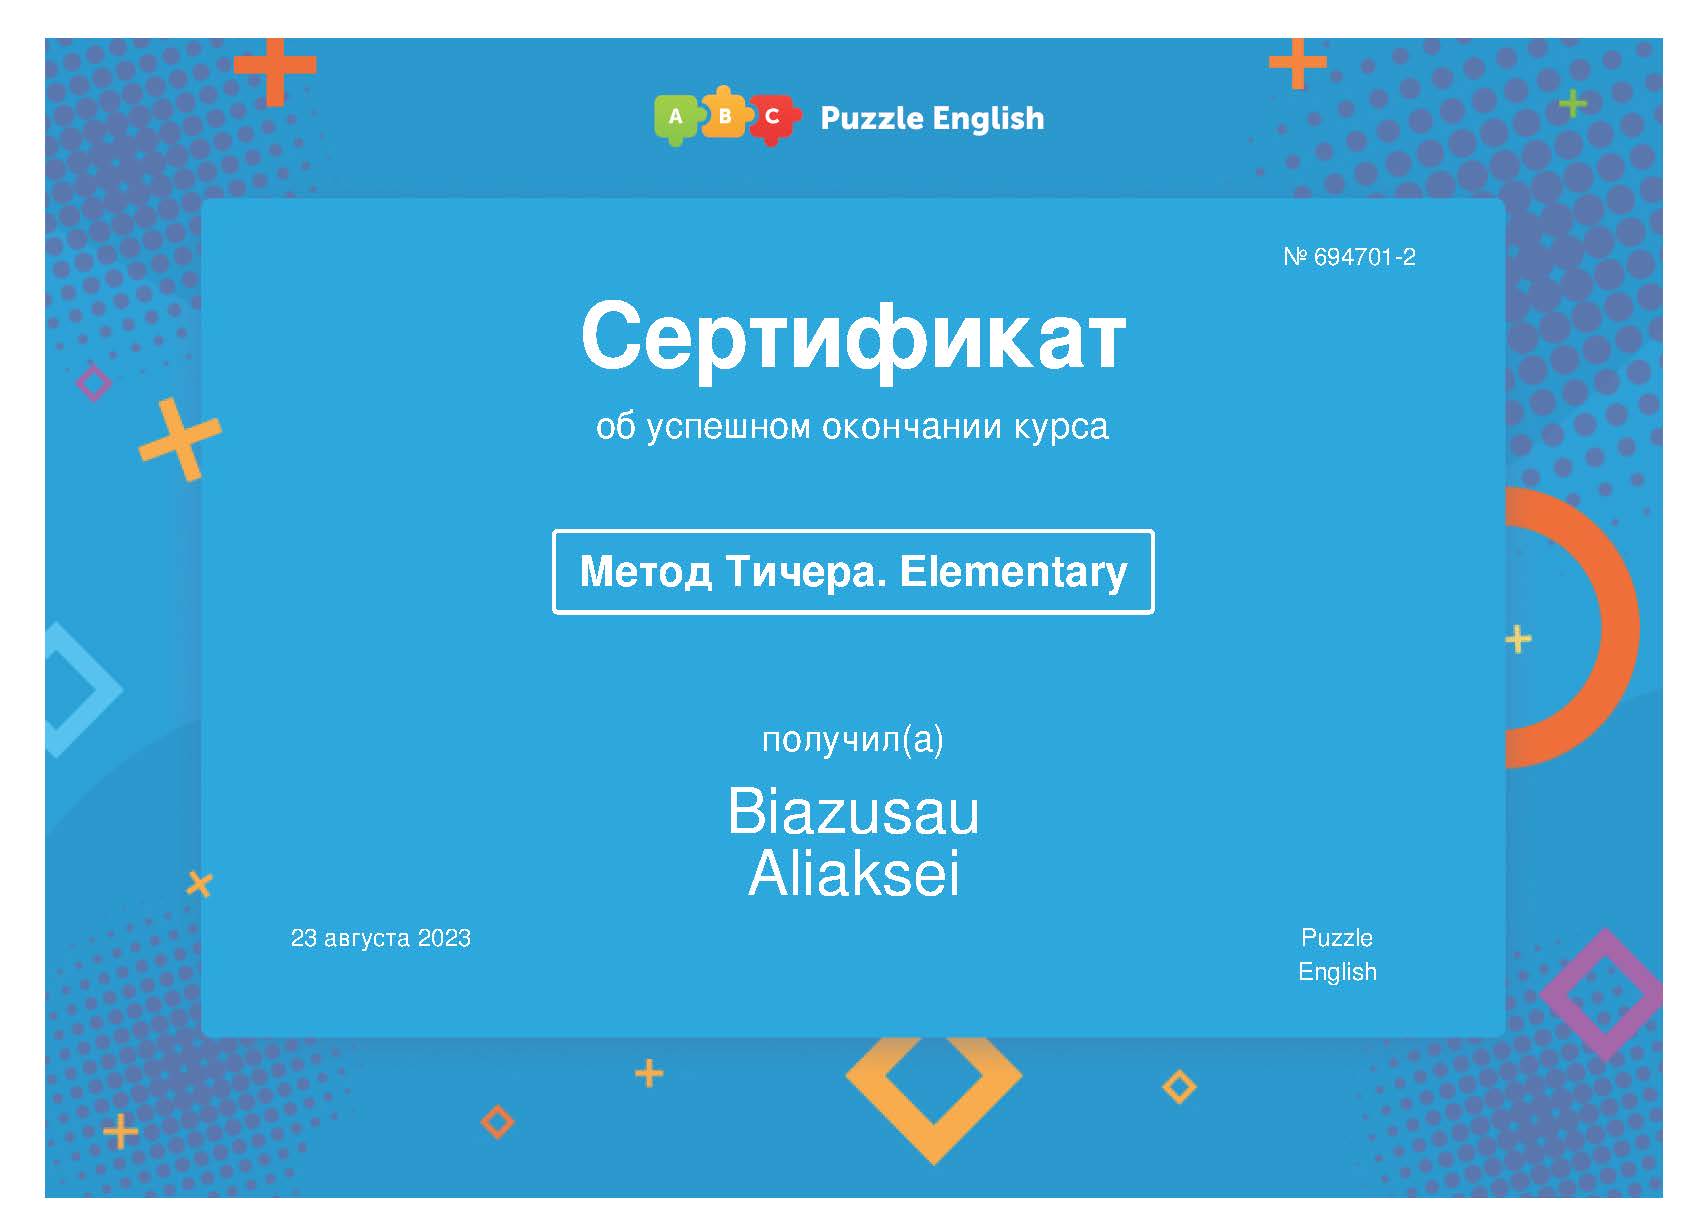 A B C Puzzle English
№ 694701-2
Сертификат
об успешном окончании курса
Метод Тичера. Elementary
получил(а)
Biazusau
Aliaksei
23 августа 2023
Puzzle
English